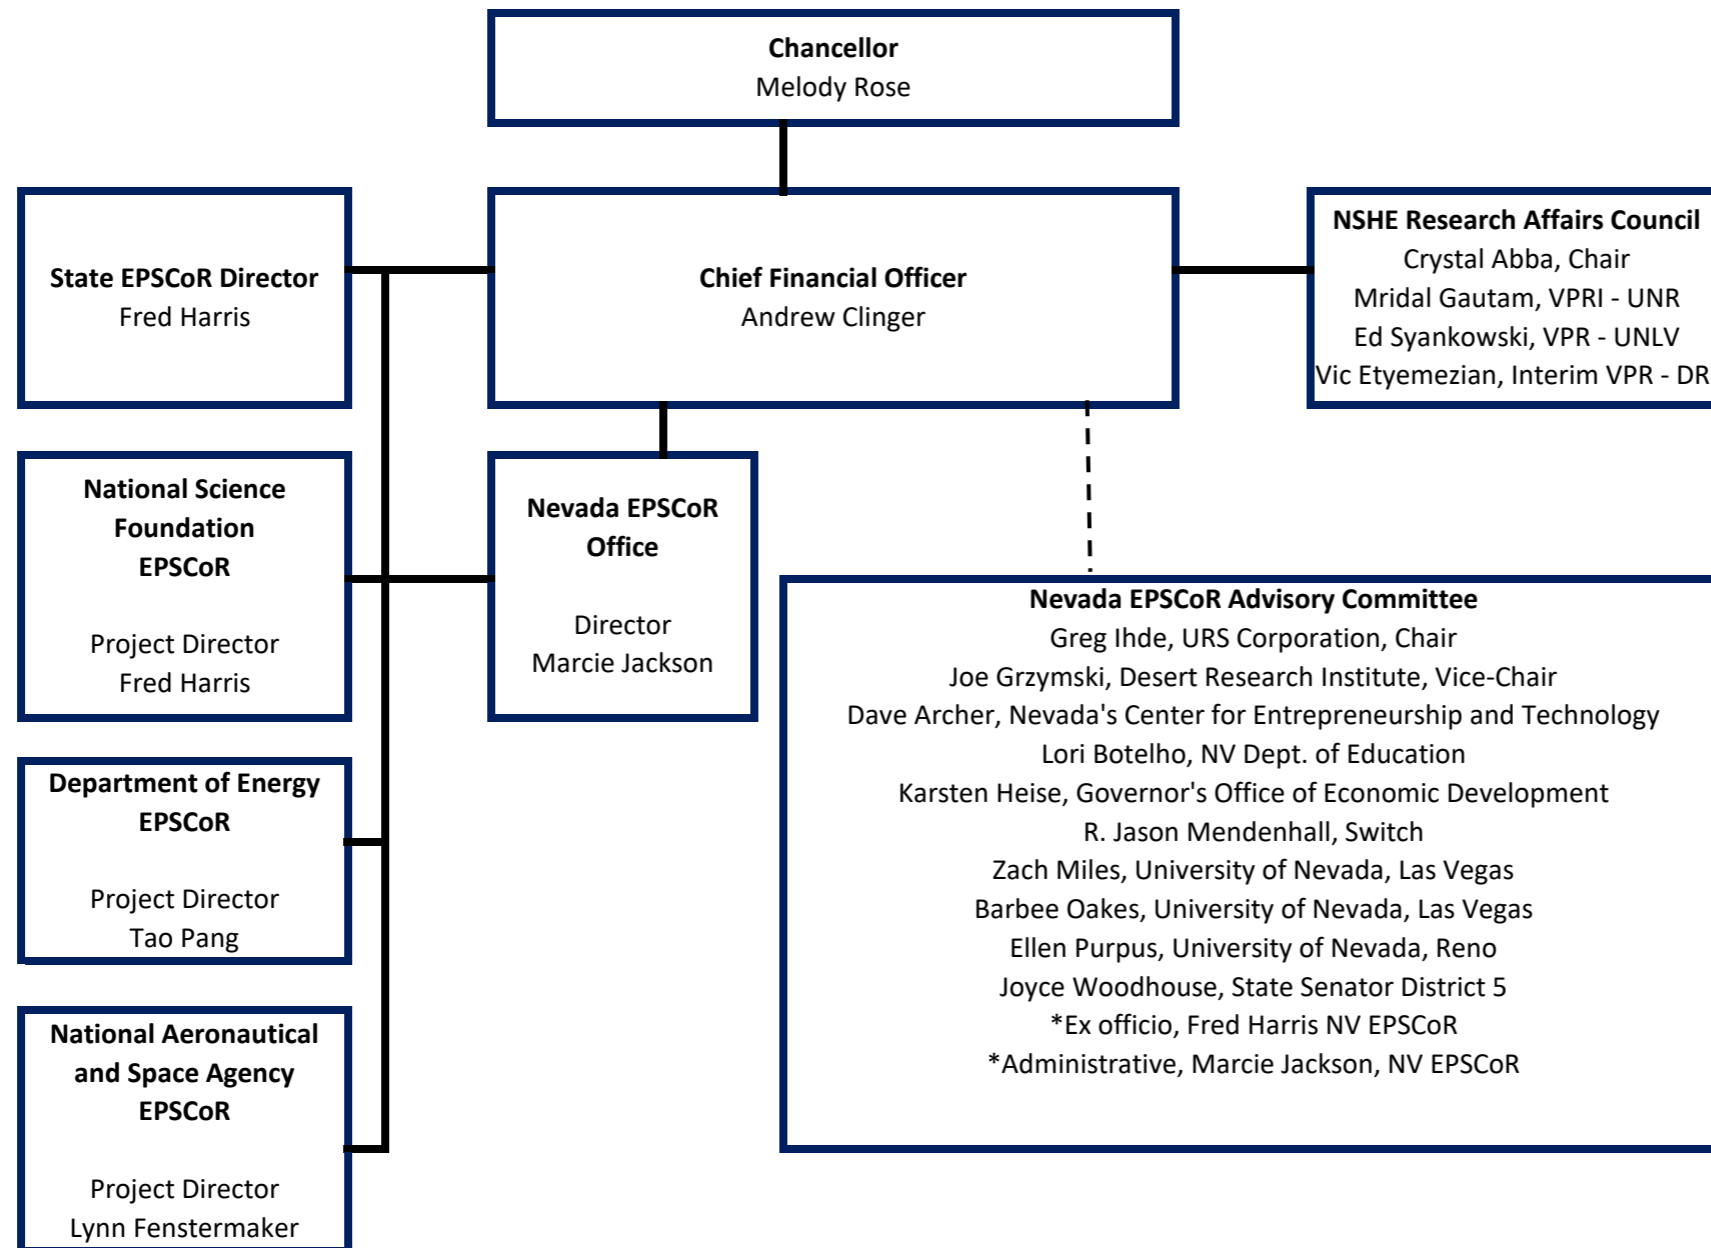 Chancellor
Melody Rose
State EPSCoR Director
Fred Harris
Chief Financial Officer
Andrew Clinger
NSHE Research Affairs Council
Crystal Abba, Chair
Mridal Gautam, VPRI - UNR
Ed Syankowski, VPR - UNLV
Vic Etyemezian, Interim VPR - DR
National Science
Foundation
EPSCoR
Project Director
Fred Harris
Nevada EPSCoR
Office
Director
Marcie Jackson
Department of Energy
EPSCoR
Project Director
Tao Pang
National Aeronautical
and Space Agency
EPSCoR
Project Director
Lynn Fenstermaker
Nevada EPSCoR Advisory Committee
Greg Ihde, URS Corporation, Chair
Joe Grzymski, Desert Research Institute, Vice-Chair
Dave Archer, Nevada's Center for Entrepreneurship and Technology
Lori Botelho, NV Dept. of Education
Karsten Heise, Governor's Office of Economic Development
R. Jason Mendenhall, Switch
Zach Miles, University of Nevada, Las Vegas
Barbee Oakes, University of Nevada, Las Vegas
Ellen Purpus, University of Nevada, Reno
Joyce Woodhouse, State Senator District 5
*Ex officio, Fred Harris NV EPSCoR
*Administrative, Marcie Jackson, NV EPSCoR